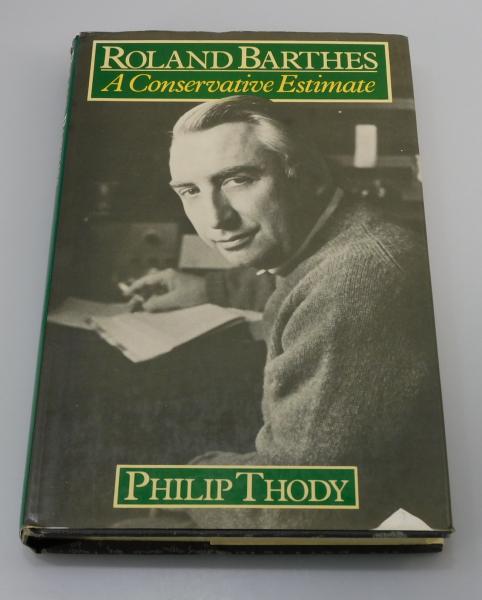 ROLAND BARTHES
A Conservative Estimate
PHILIP THODY